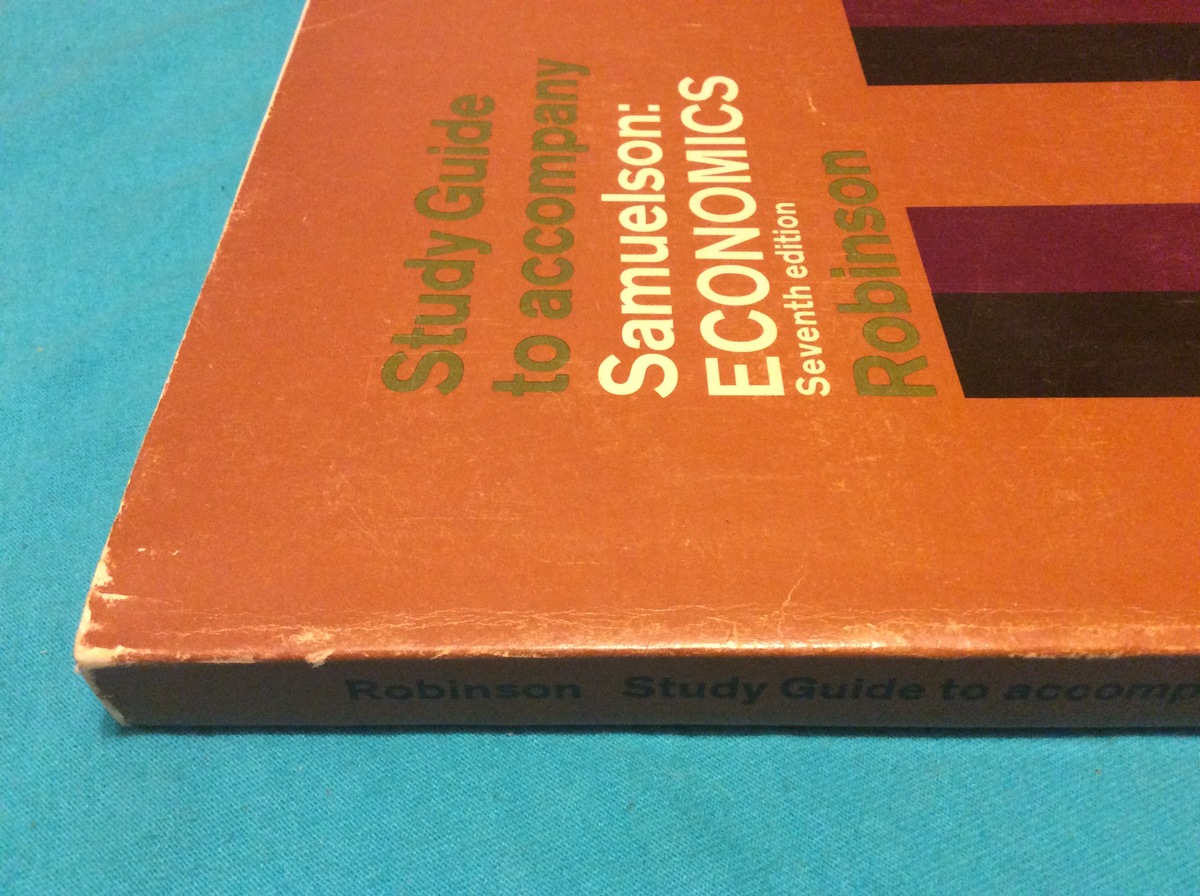 Study Guide
to accompany
Samuelson:
ECONOMICS
Seventh edition
Robinson
Robinson Study Guide to accomp